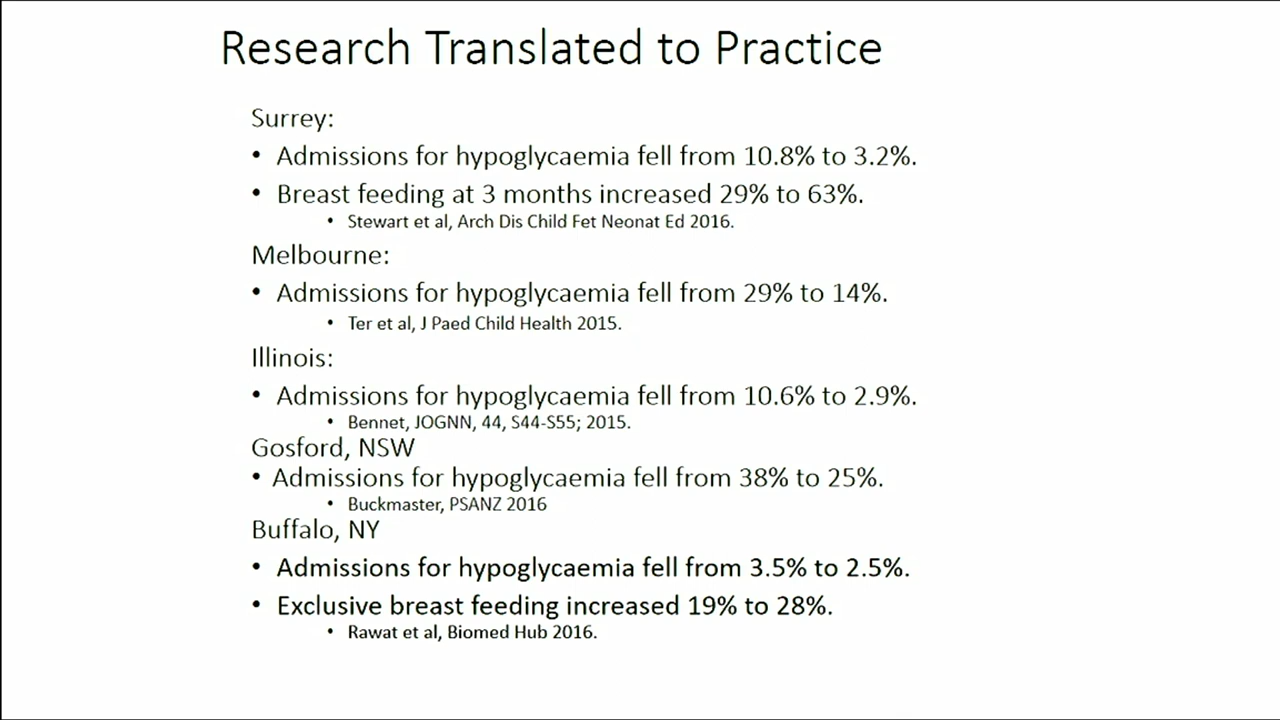 Research Translated to Practice
Surrey:
• Admissions for hypoglycaemia fell from 10.8% to 3.2%.
• Breast feeding at 3 months increased 29% to 63%.
• Stewart et al, Arch Dis Child Fet Neonat Ed 2016.
Melbourne:
• Admissions for hypoglycaemia fell from 29% to 14%.
• Ter et al, J Paed Child Health 2015.
Illinois:
• Admissions for hypoglycaemia fell from 10.6% to 2.9%.
• Bennet, JOGNN, 44, S44-S55; 2015.
Gosford, NSW
• Admissions for hypoglycaemia fell from 38% to 25%.
• Buckmaster, PSANZ 2016
Buffalo, NY
• Admissions for hypoglycaemia fell from 3.5% to 2.5%.
• Exclusive breast feeding increased 19% to 28%.
• Rawat et al, Biomed Hub 2016.